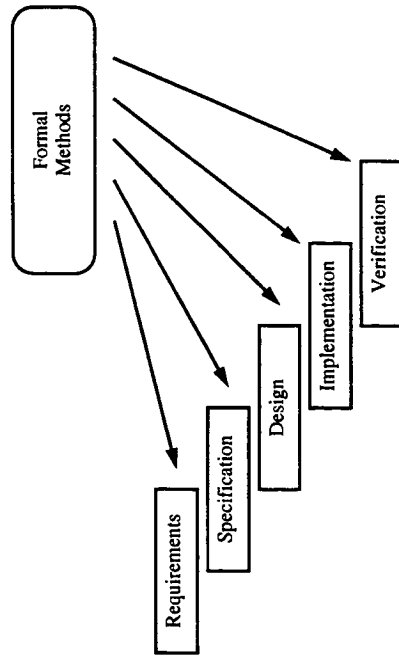 Formal
Methods
Requirements
Specification
Design
Implementation
Verification